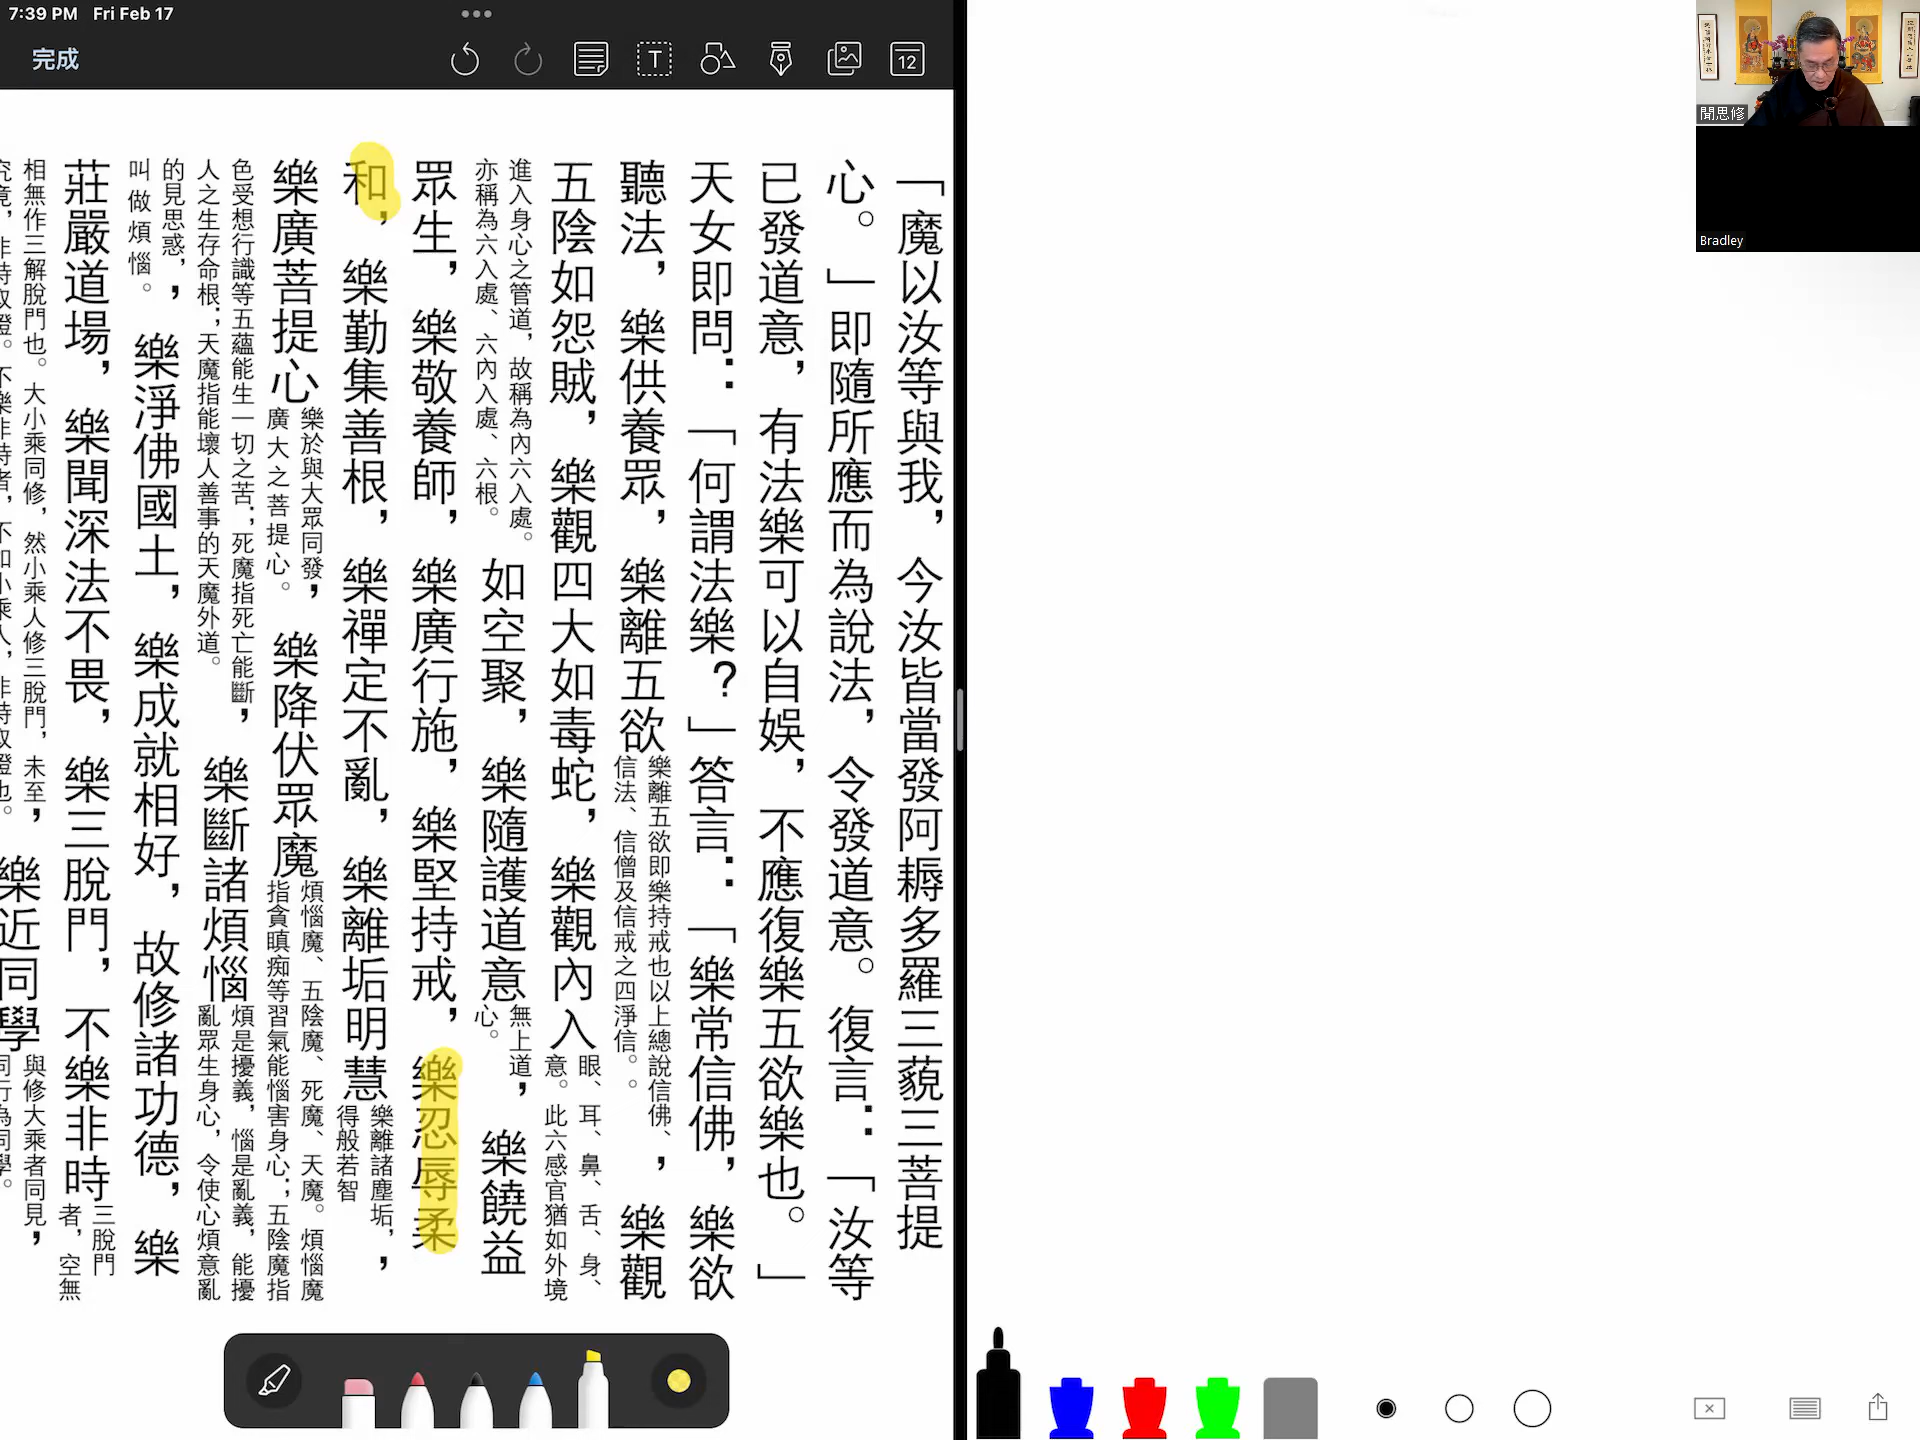 7:39 PM Fri Feb 17
完成
12
「魔以汝等與我，今汝皆當發阿耨多羅三藐三菩提
心。」即隨所應而為說法，令發道意。復言：「汝等
已發道意，有法樂可以自娛，不應復樂五欲樂也。」
天女即問：「何謂法樂？」答言：「樂常信佛，樂欲
聽法，樂供養眾，樂離五欲
樂離五欲即樂持戒也以上總說信佛、
信法、信僧及信戒之四淨信。。
，樂觀
五陰如怨賊，樂觀四大如毒蛇，樂觀內入
眼、耳、鼻、舌、身、
意。此六感官猶如外境
進入身心之管道，故稱為內六入處。
亦稱為六入處、六內入處、六根。
如空聚，樂隨護道意
無上道
心。
，樂饒益
眾生，樂敬養師，樂廣行施，樂堅持戒，樂忍辱柔
和，樂勤集善根，樂禪定不亂，樂離垢明慧
樂離諸塵垢，
得般若智
，
樂廣菩提心
樂於與大眾同發
廣大之菩提心。
，樂降伏眾魔
煩惱魔、五陰魔、死魔、天魔。煩惱魔
指貪瞋痴等習氣能惱害身心；五陰魔指
色受想行識等五蘊能生一切之苦；死魔指死亡能斷
人之生存命根；天魔指能壞人善事的天魔外道。
，樂斷諸煩惱
煩是擾義，惱是亂義，能擾
亂眾生身心，令使心煩意亂
的見思惑，
叫做煩惱。
，樂淨佛國土，樂成就相好，故修諸功德，樂
莊嚴道場，樂聞深法不畏，樂三脫門，不樂非時
三脫門
者，空無
相無作三解脫門也。大小乘同修，然小乘人修三脫門，未至
究竟，非時取證。不樂非時者，不如小乘人，非時取證也。
，樂近同學
與修大乘者同見，
同行為同學。
聞思修
Bradley